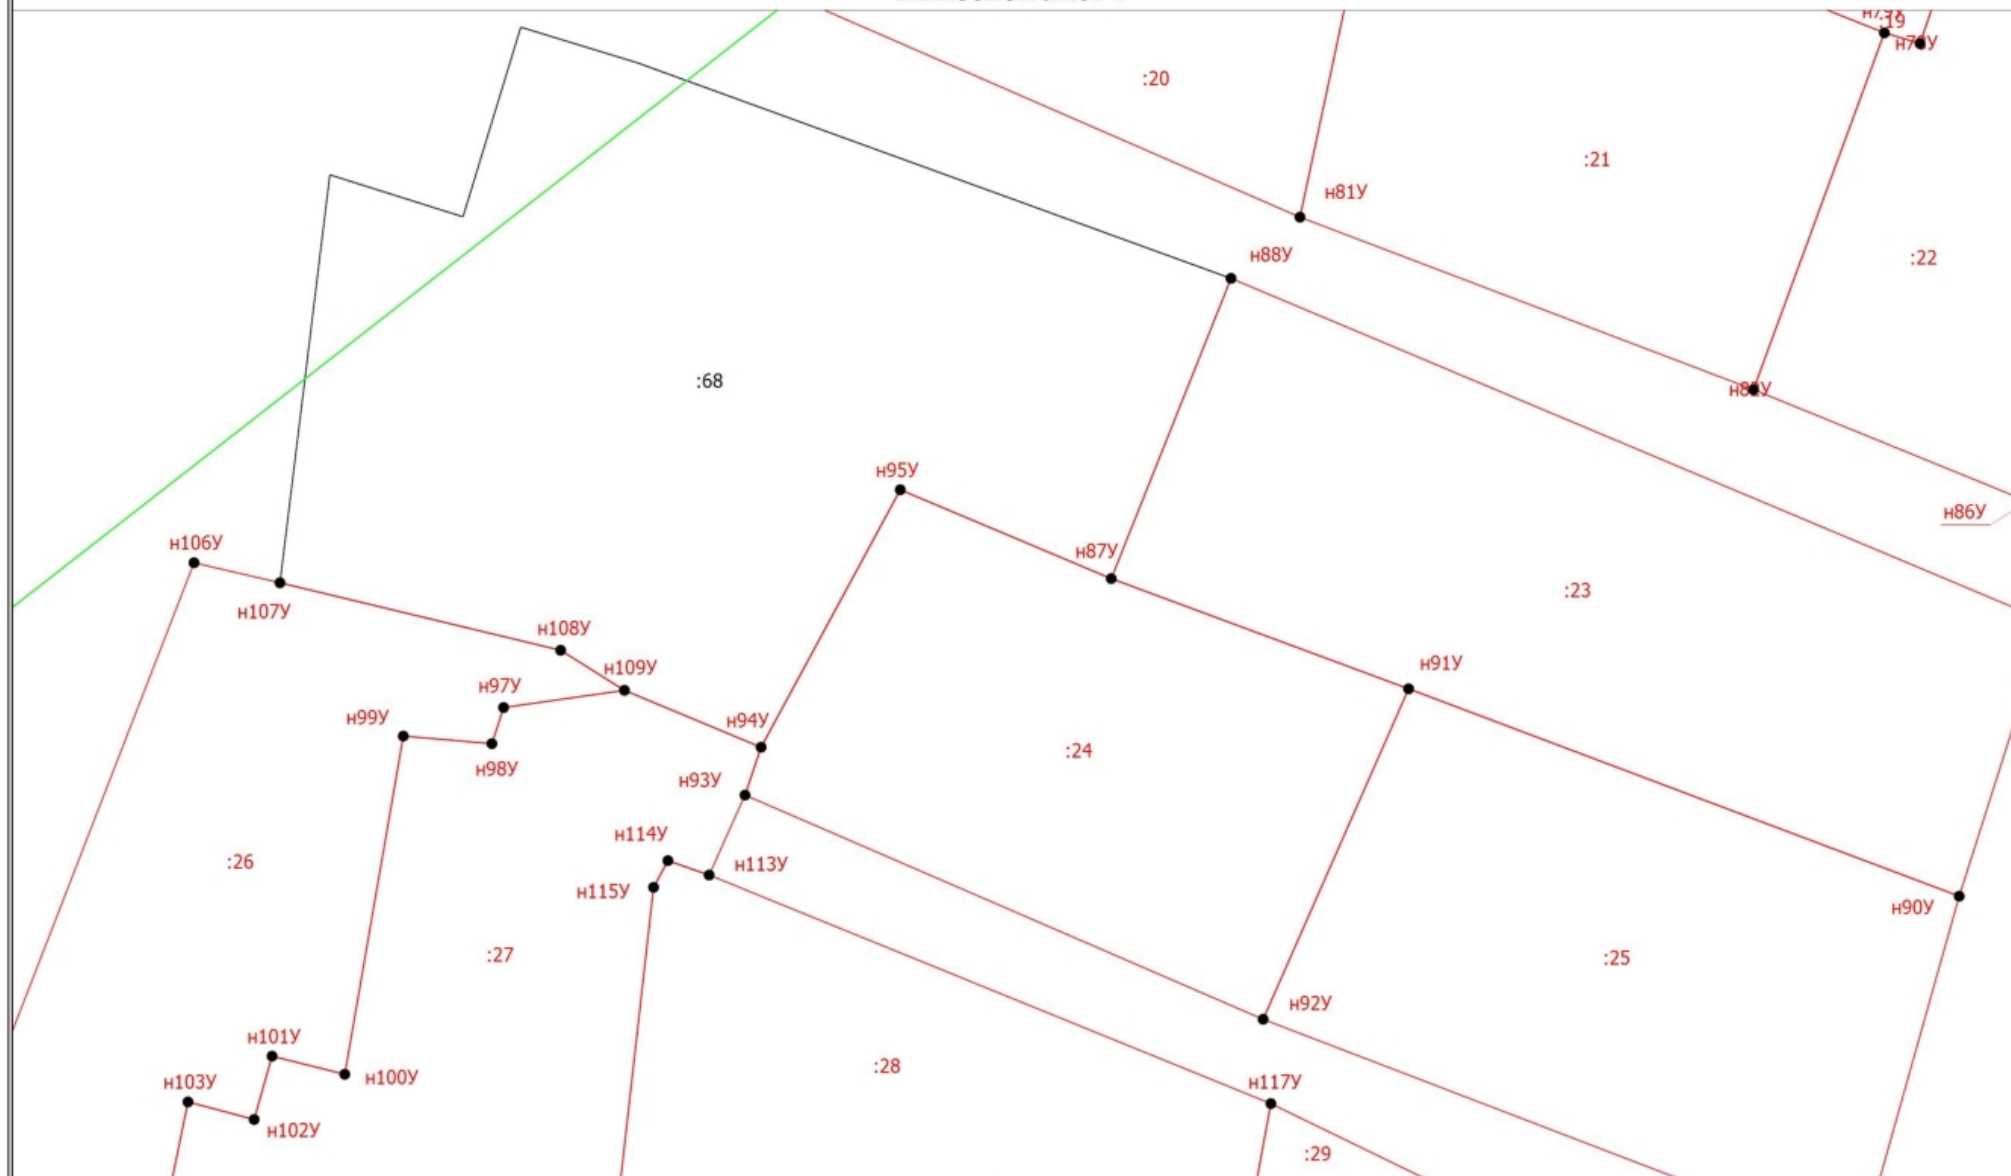 :19
:20
:21
н81У
н88У
:22
:68
н95У
н86У
н87У
н106У
:23
н107У
н108У
н109У
н91У
н97У
н99У
н94У
:24
н98У
н93У
н114У
н113У
:26
н115У
н90У
:27
:25
н92У
н101У
:28
н100У
н103У
н117У
н102У
:29